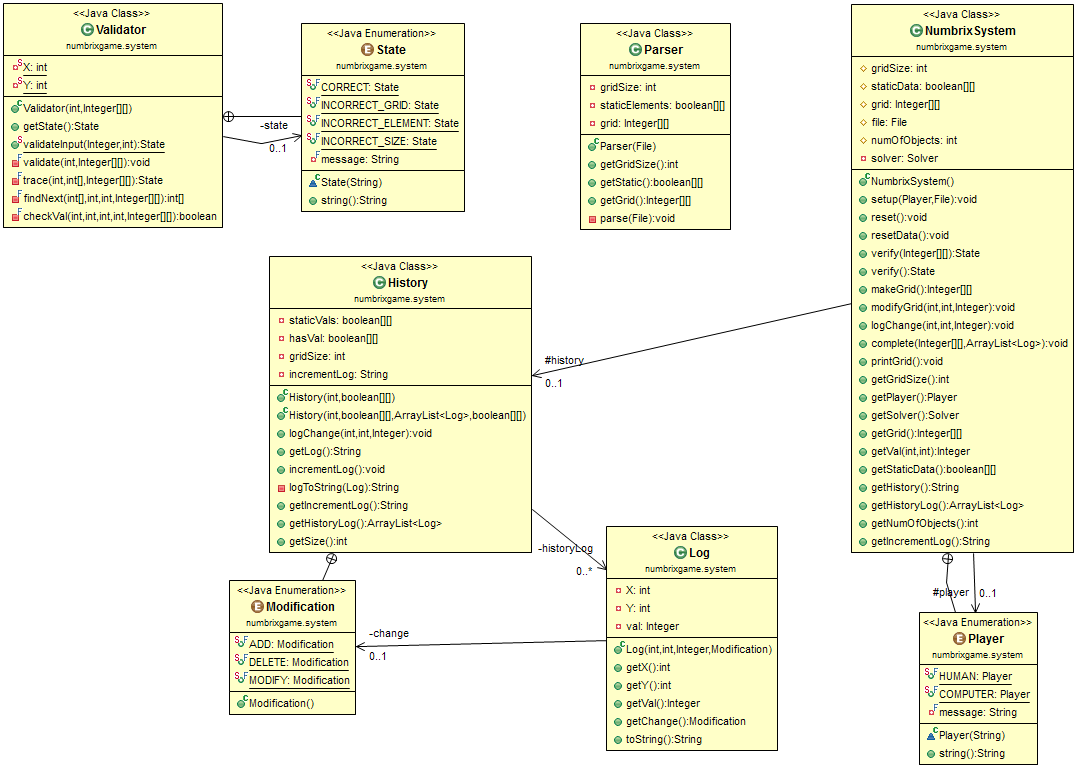 <<Java Class>>
Validator
numbrixgame.system
X: int
Y: int
Validator(int,Integer[][])
getState():State
validateInput(Integer,int):State
validate(int,Integer[][]):void
trace(int,int[],Integer[][]):State
findNext(int[],int,int,Integer[][]):int[]
checkVal(int,int,int,int,Integer[][]):boolean
-state
0..1
<<Java Enumeration>>
State
numbrixgame.system
CORRECT: State
INCORRECT_GRID: State
INCORRECT_ELEMENT: State
INCORRECT_SIZE: State
message: String
State(String)
string():String
<<Java Class>>
Parser
numbrixgame.system
gridSize: int
staticElements: boolean[][]
grid: Integer[][]
Parser(File)
getGridSize():int
getStatic():boolean[][]
getGrid():Integer[][]
parse(File):void
<<Java Class>>
NumbrixSystem
numbrixgame.system
gridSize: int
staticData: boolean[][]
grid: Integer[][]
file: File
numOfObjects: int
solver: Solver
NumbrixSystem()
setup(Player,File):void
reset():void
resetData():void
verify(Integer[][]):State
verify():State
makeGrid():Integer[][]
modifyGrid(int,int,Integer):void
logChange(int,int,Integer):void
complete(Integer[][],ArrayList<Log>):void
printGrid():void
getGridSize():int
getPlayer():Player
getSolver():Solver
getGrid():Integer[][]
getVal(int,int):Integer
getStaticData():boolean[][]
getHistory():String
getHistoryLog():ArrayList<Log>
getNumOfObjects():int
getIncrementLog():String
#history
0..1
<<Java Class>>
History
numbrixgame.system
staticVals: boolean[][]
hasVal: boolean[][]
gridSize: int
incrementLog: String
History(int,boolean[][])
History(int,boolean[][],ArrayList<Log>,boolean[][])
logChange(int,int,Integer):void
getLog():String
incrementLog():void
logToString(Log):String
getIncrementLog():String
getHistoryLog():ArrayList<Log>
getSize():int
-historyLog
0..*
<<Java Enumeration>>
Modification
numbrixgame.system
ADD: Modification
DELETE: Modification
MODIFY: Modification
Modification()
-change
0..1
<<Java Class>>
Log
numbrixgame.system
X: int
Y: int
val: Integer
Log(int,int,Integer,Modification)
getX():int
getY():int
getVal():Integer
getChange():Modification
toString():String
#player
0..1
<<Java Enumeration>>
Player
numbrixgame.system
HUMAN: Player
COMPUTER: Player
message: String
Player(String)
string():String